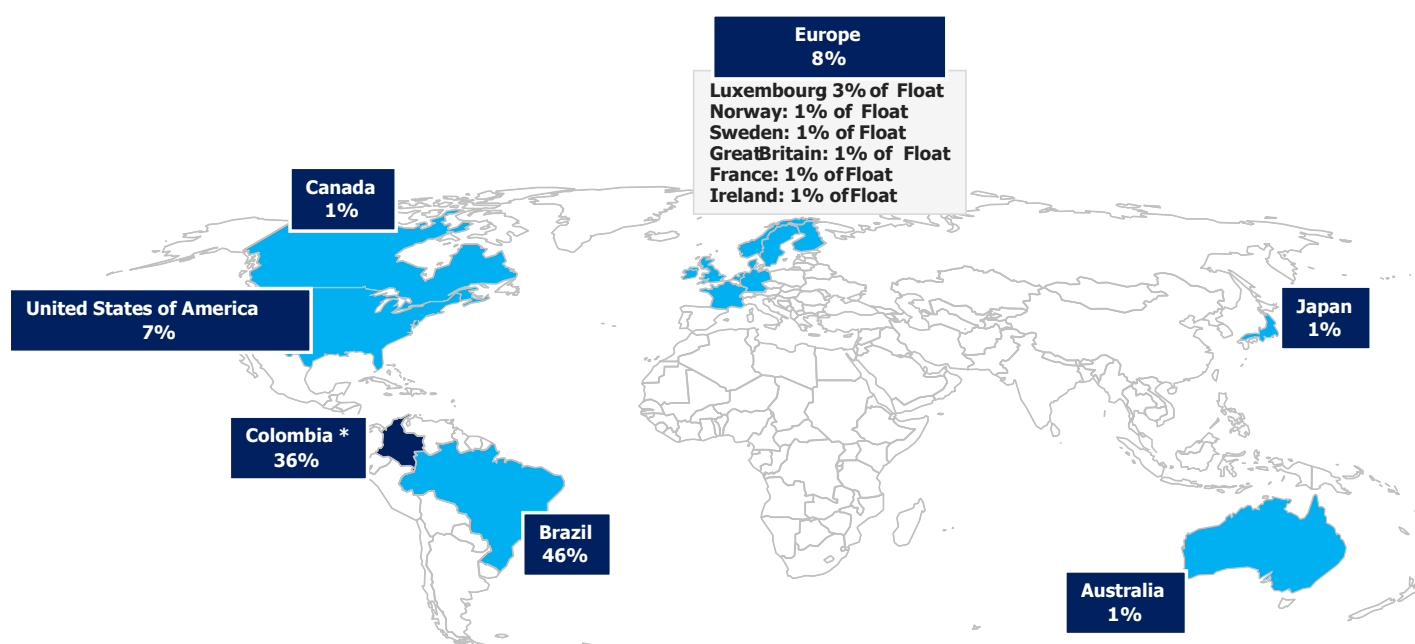 Europe
8%
Luxembourg 3% of Float
Norway: 1% of Float
Sweden: 1% of Float
GreatBritain: 1% of Float
France: 1% of Float
Ireland: 1% of Float
Canada
1%
United States of America
7%
Japan
1%
Colombia *
36%
Brazil
46%
Australia
1%